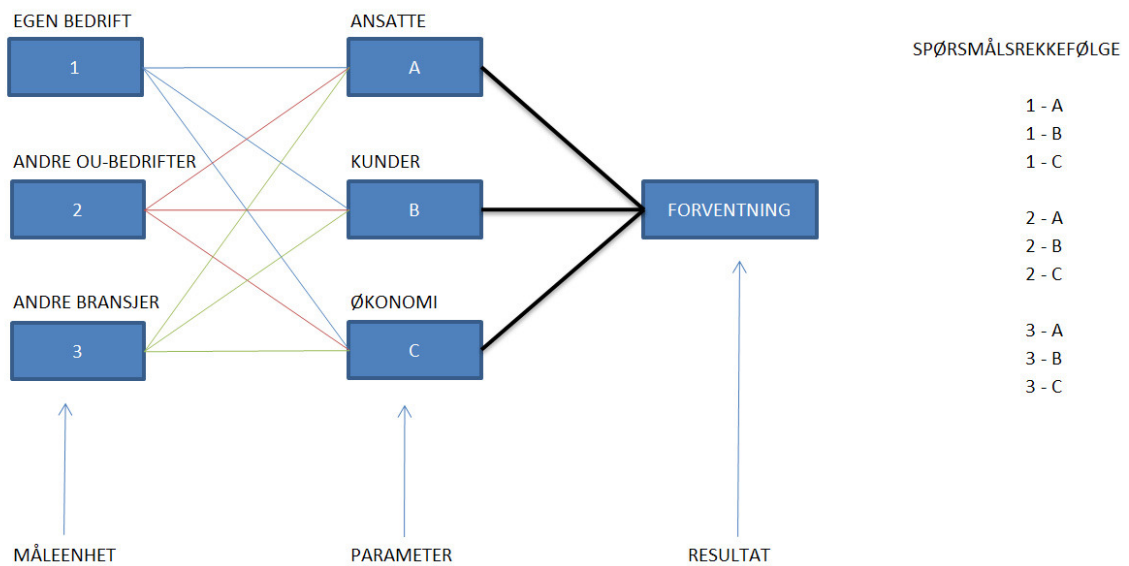 EGEN BEDRIFT
1
ANDRE OU-BEDRIFTER
2
ANDRE BRANSJER
3
MÅLEENHET
ANSATTE
A
KUNDER
B
ØKONOMI
C
PARAMETER
FORVENTNING
RESULTAT
SPØRSMÅLSREKKEFØLGE
1 - A
1 - B
1 - C
2 - A
2 - B
2 - C
3 - A
3 - B
3 - C